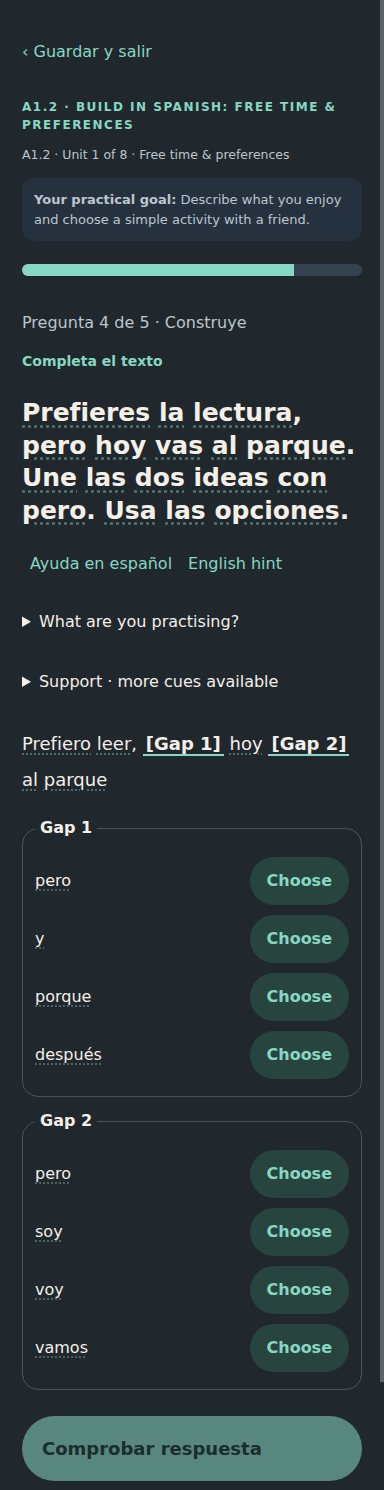 ‹ Guardar y salir
A1.2 · BUILD IN SPANISH: FREE TIME &
PREFERENCES
A1.2 · Unit 1 of 8 · Free time & preferences
Your practical goal: Describe what you enjoy
and choose a simple activity with a friend.
Pregunta 4 de 5 · Construye
Completa el texto
Prefieres la lectura,
pero hoy vas al parque.
Une las dos ideas con
pero. Usa las opciones.
Ayuda en español English hint
▶ What are you practising?
▶ Support · more cues available
Prefiero leer, [Gap 1] hoy [Gap 2]
al parque
Gap 1
pero Choose
y Choose
porque Choose
después Choose
Gap 2
pero Choose
soy Choose
voy Choose
vamos Choose
Comprobar respuesta